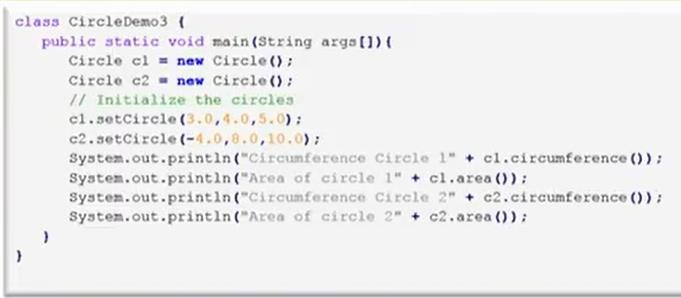 class CircleDemo3 {
public static void main(String args[]){
Circle c1 = new Circle();
Circle c2 = new Circle();
// Initialize the circles
c1.setCircle(3.0,4.0,5.0);
c2.setCircle(-4.0,8.0,10.0);
System.out.println("Circumference Circle 1" + c1.circumference());
System.out.println("Area of circle 1" + c1.area());
System.out.println("Circumference Circle 2" + c2.circumference());
System.out.println("Area of circle 2" + c2.area());
}
}